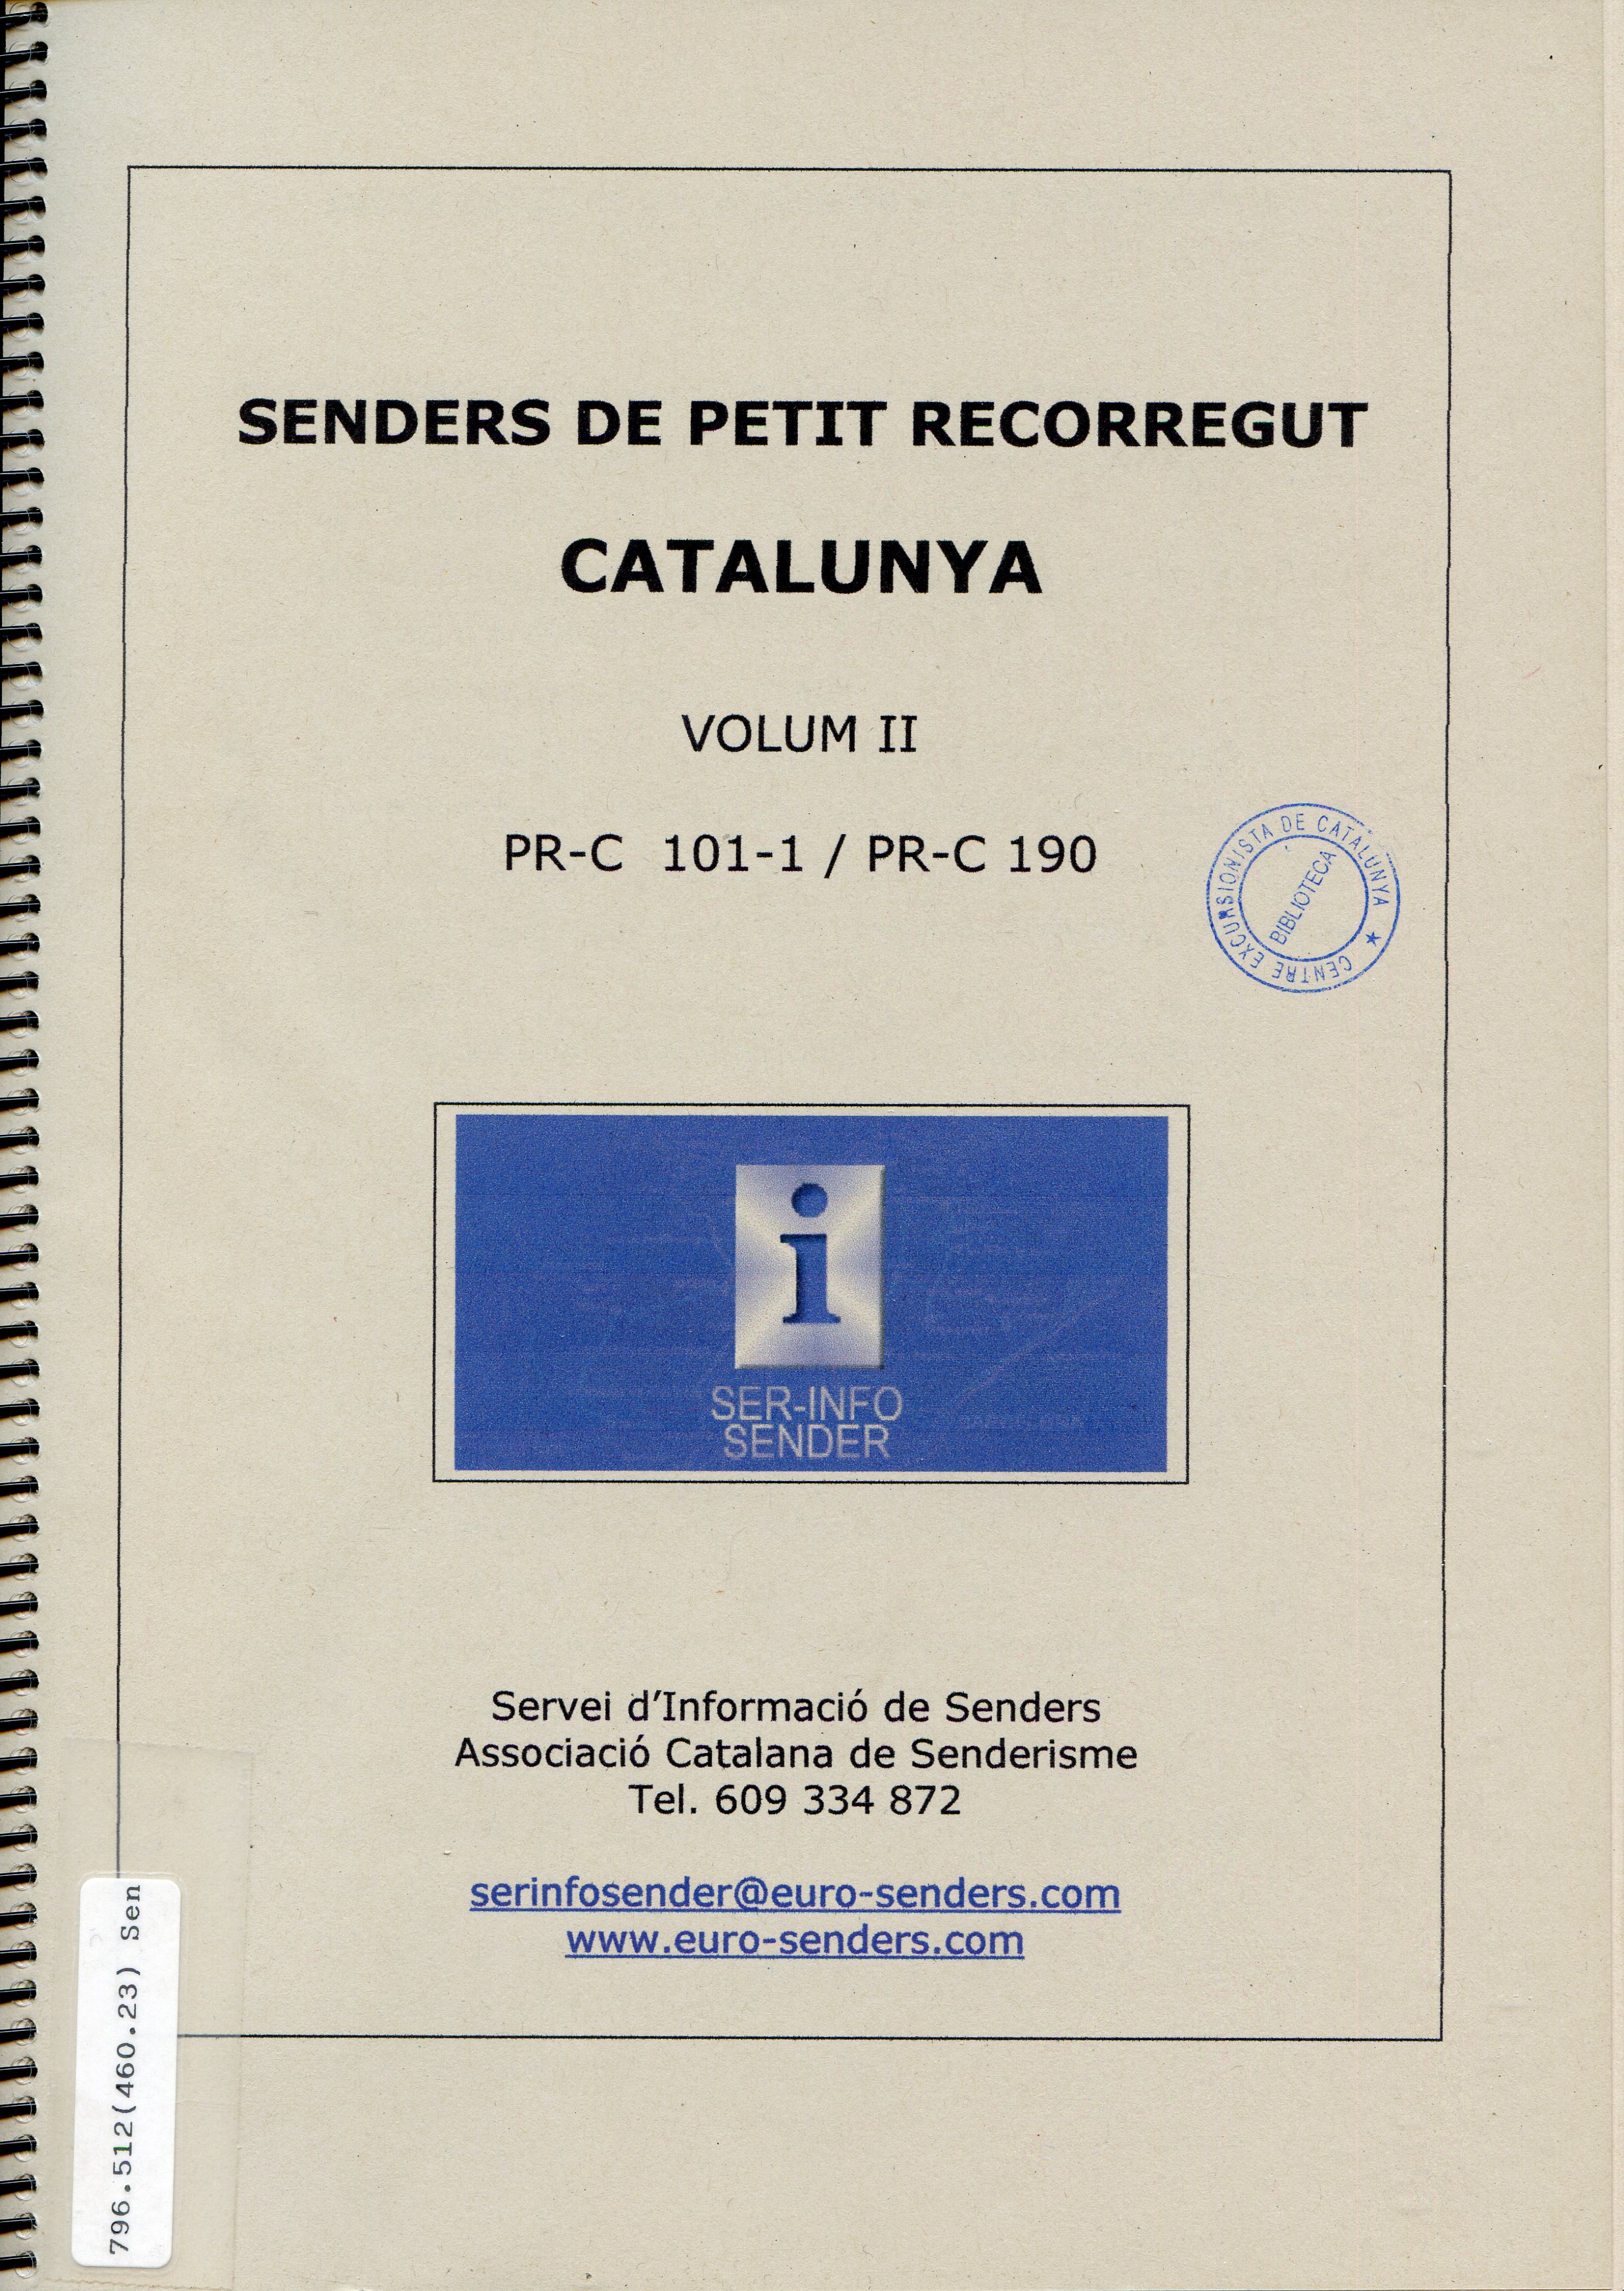 SENDERS DE PETIT RECORREGUT
CATALUNYA
VOLUM II
PR-C 101-1 / PR-C 190
CENTRE EXCURSIONISTA DE CATALUNYA ★
BIBLIOTECA
i
SER-INFO
SENDER
Servei d'Informació de Senders
Associació Catalana de Senderisme
Tel. 609 334 872
serinfosender@euro-senders.com
www.euro-senders.com
796.512(460.23) Sen